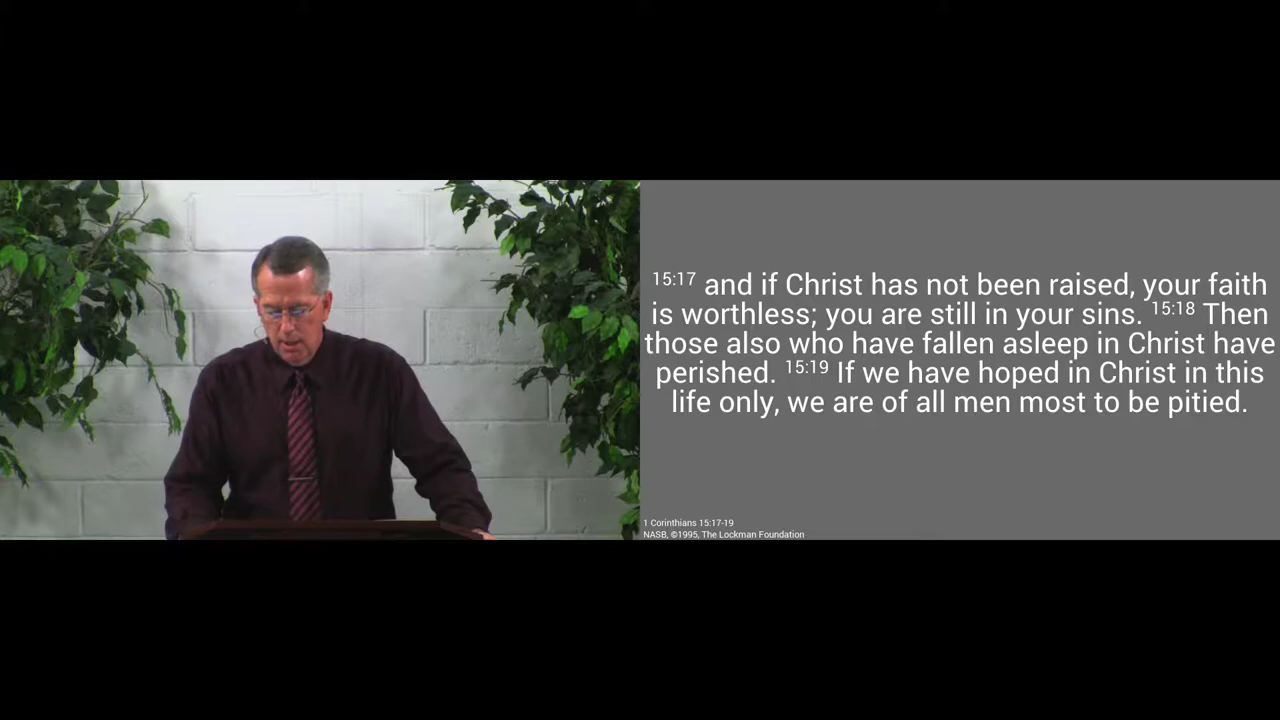 15:17 and if Christ has not been raised, your faith
is worthless; you are still in your sins. 15:18 Then
those also who have fallen asleep in Christ have
perished. 15:19 If we have hoped in Christ in this
life only, we are of all men most to be pitied.
1 Corinthians 15:17-19
NASB, ©1995, The Lockman Foundation